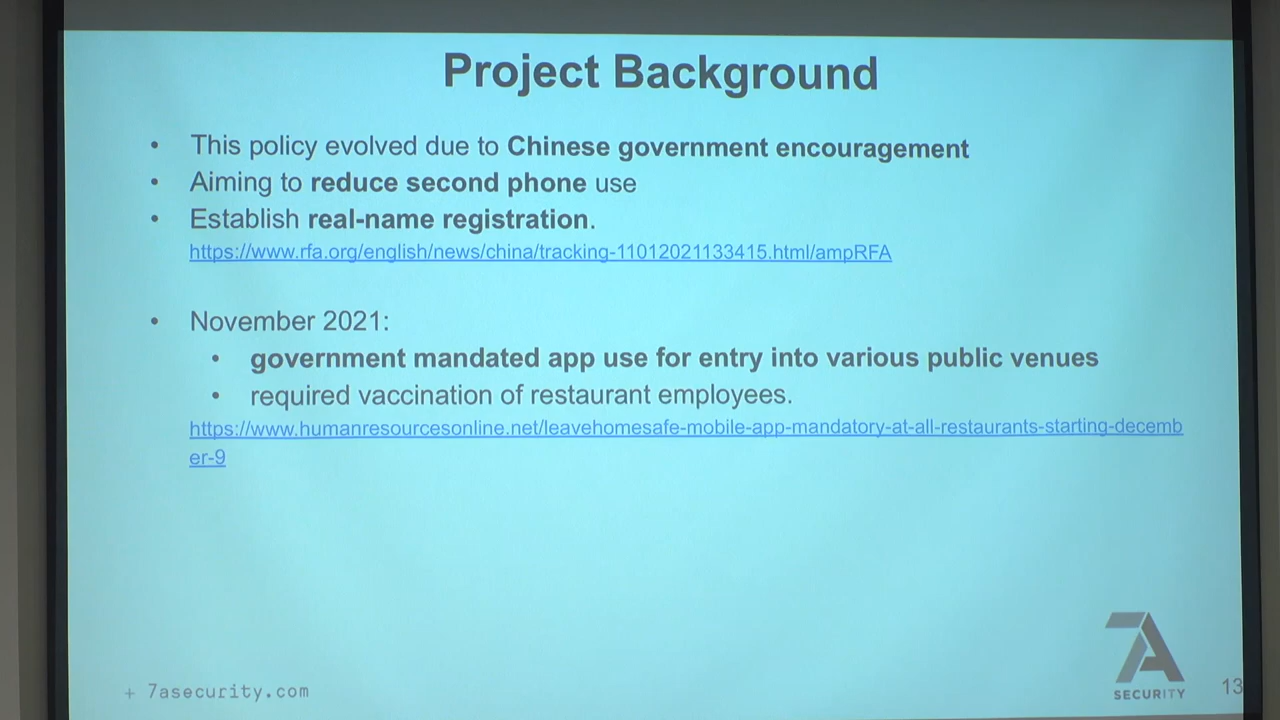 Project Background
• This policy evolved due to Chinese government encouragement
• Aiming to reduce second phone use
• Establish real-name registration.
https://www.rfa.org/english/news/china/tracking-11012021133415.html/ampRFA
• November 2021:
• government mandated app use for entry into various public venues
• required vaccination of restaurant employees.
https://www.humanresourcesonline.net/leavehomesafe-mobile-app-mandatory-at-all-restaurants-starting-decemb
er-9
+ 7asecurity.com
7A
SECURITY
13